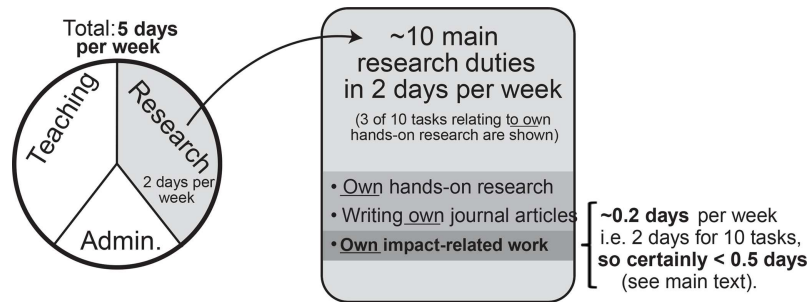 Total: 5 days
per week
Teaching
Research
2 days per
week
Admin.
~10 main
research duties
in 2 days per week
(3 of 10 tasks relating to own
hands-on research are shown)
• Own hands-on research
• Writing own journal articles
• Own impact-related work
~0.2 days per week
i.e. 2 days for 10 tasks,
so certainly < 0.5 days
(see main text).